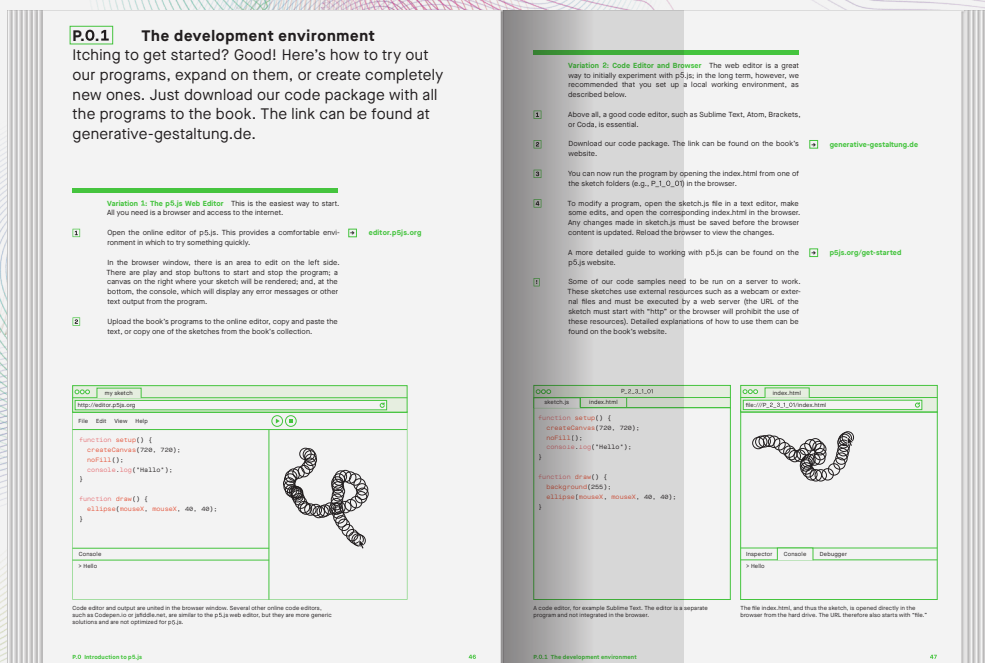 P.0.1 The development environment
Itching to get started? Good! Here's how to try out
our programs, expand on them, or create completely
new ones. Just download our code package with all
the programs to the book. The link can be found at
generative-gestaltung.de.
Variation 1: The p5.js Web Editor This is the easiest way to start.
All you need is a browser and access to the internet.
1 Open the online editor of p5.js. This provides a comfortable envi-
ronment in which to try something quickly.
→ editor.p5js.org
In the browser window, there is an area to edit on the left side.
There are play and stop buttons to start and stop the program; a
canvas on the right where your sketch will be rendered; and, at the
bottom, the console, which will display any error messages or other
text output from the program.
2 Upload the book's programs to the online editor, copy and paste the
text, or copy one of the sketches from the book's collection.
my sketch
http://editor.p5js.org
File Edit View Help
function setup() {
createCanvas(720, 720);
noFill();
console.log("Hello");
}
function draw() {
ellipse(mouseX, mouseX, 40, 40);
}
Console
> Hello
Code editor and output are united in the browser window. Several other online code editors,
such as Codepen.io or jsfiddle.net, are similar to the p5.js web editor, but they are more generic
solutions and are not optimized for p5.js.
P.0 Introduction to p5.js
46
Variation 2: Code Editor and Browser The web editor is a great
way to initially experiment with p5.js; in the long term, however, we
recommended that you set up a local working environment, as
described below.
1 Above all, a good code editor, such as Sublime Text, Atom, Brackets,
or Coda, is essential.
2 Download our code package. The link can be found on the book's
website.
→ generative-gestaltung.de
3 You can now run the program by opening the index.html from one of
the sketch folders (e.g., P_1_0_01) in the browser.
4 To modify a program, open the sketch.js file in a text editor, make
some edits, and open the corresponding index.html in the browser.
Any changes made in sketch.js must be saved before the browser
content is updated. Reload the browser to view the changes.
A more detailed guide to working with p5.js can be found on the
p5.js website.
→ p5js.org/get-started
! Some of our code samples need to be run on a server to work.
These sketches use external resources such as a webcam or exter-
nal files and must be executed by a web server (the URL of the
sketch must start with "http" or the browser will prohibit the use of
these resources). Detailed explanations of how to use them can be
found on the book's website.
P_2_3_1_01
sketch.js index.html
function setup() {
createCanvas(720, 720);
noFill();
console.log("Hello");
}
function draw() {
background(255);
ellipse(mouseX, mouseX, 40, 40);
}
A code editor, for example Sublime Text. The editor is a separate
program and not integrated in the browser.
index.html
file:///P_2_3_1_01/index.html
Inspector Console Debugger
> Hello
The file index.html, and thus the sketch, is opened directly in the
browser from the hard drive. The URL therefore also starts with "file."
P.0.1 The development environment
47